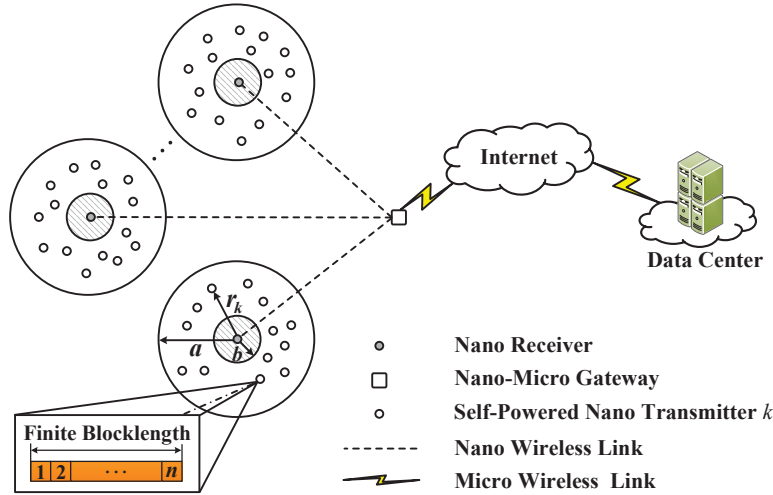 Internet
Data Center
r_k
a
b
Finite Blocklength
1 2 ··· n
Nano Receiver
Nano-Micro Gateway
Self-Powered Nano Transmitter k
Nano Wireless Link
Micro Wireless Link